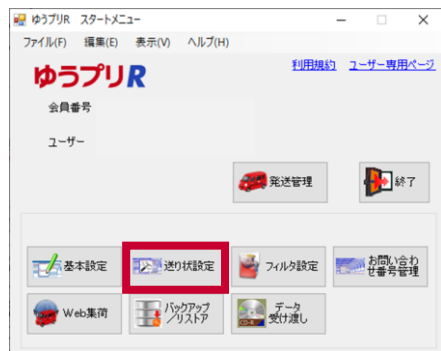 ゆうプリR スタートメニュー
ファイル(F) 編集(E) 表示(V) ヘルプ(H)
利用規約 ユーザー専用ページ
ゆうプリR
会員番号
ユーザー
発送管理
終了
基本設定
送り状設定
フィルタ設定
お問い合わ
せ番号管理
Web集荷
バックアップ
/リストア
データ
受け渡し